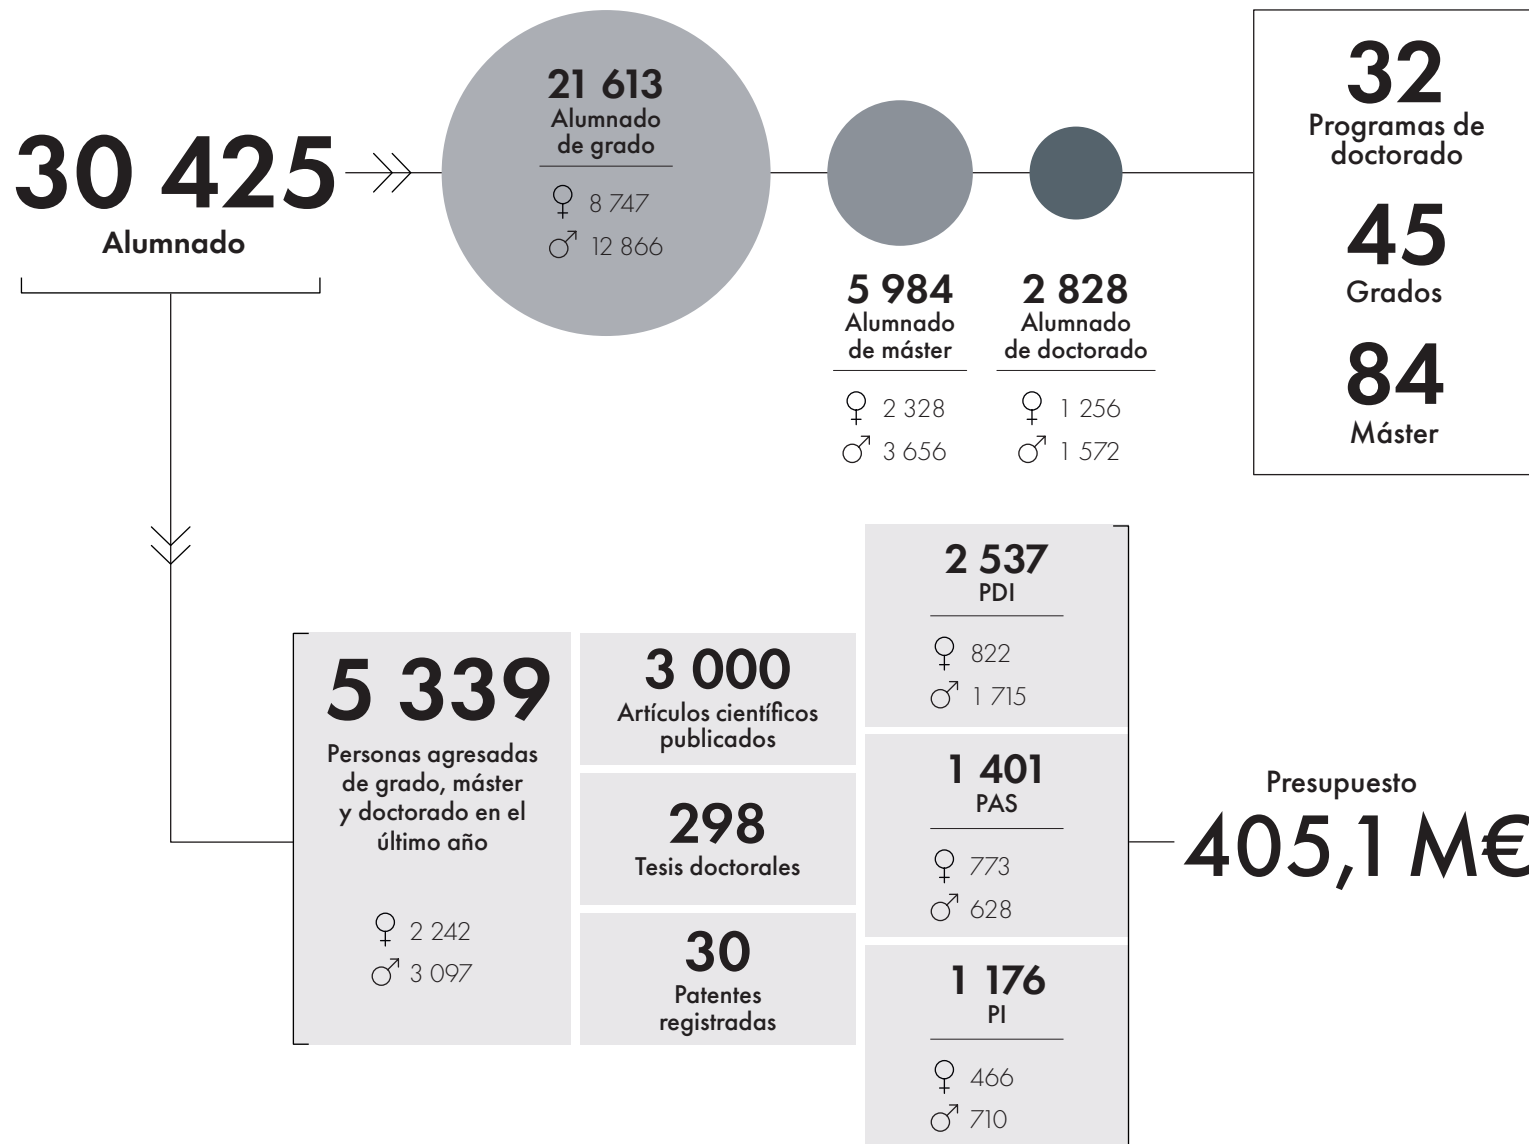 30 425
Alumnado
21 613
Alumnado
de grado
♀ 8 747
♂ 12 866
5 984
Alumnado
de máster
♀ 2 328
♂ 3 656
2 828
Alumnado
de doctorado
♀ 1 256
♂ 1 572
32
Programas de
doctorado
45
Grados
84
Máster
5 339
Personas agresadas
de grado, máster
y doctorado en el
último año
♀ 2 242
♂ 3 097
3 000
Artículos científicos
publicados
298
Tesis doctorales
30
Patentes
registradas
2 537
PDI
♀ 822
♂ 1 715
1 401
PAS
♀ 773
♂ 628
1 176
PI
♀ 466
♂ 710
Presupuesto
405,1 M€